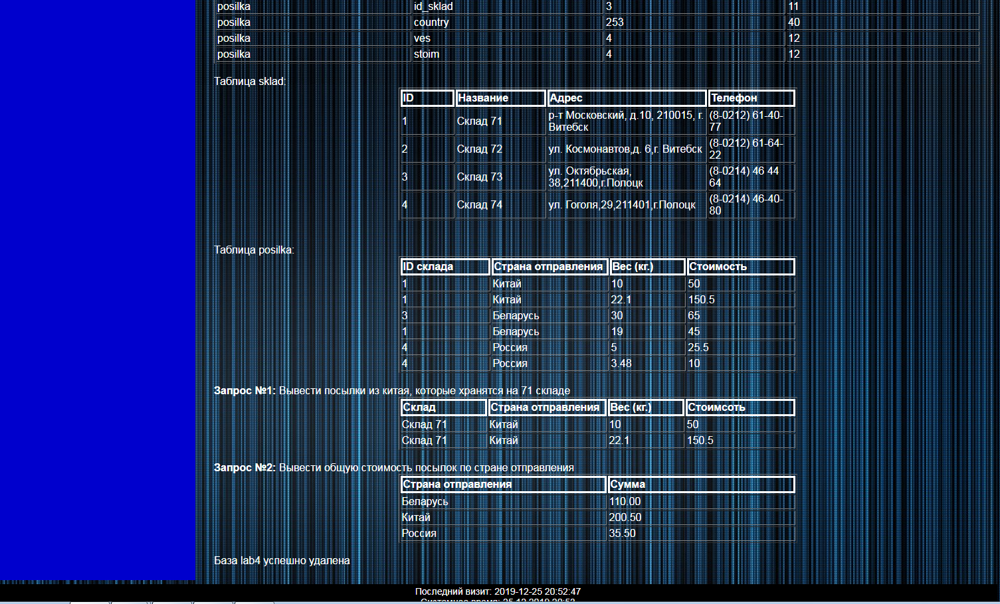 posilka id_sklad 3 11
posilka country 253 40
posilka ves 4 12
posilka stoim 4 12
Таблица sklad:
ID Название Адрес Телефон
1 Склад 71 р-т Московский, д.10, 210015, г. Витебск (8-0212) 61-40-77
2 Склад 72 ул. Космонавтов,д. 6,г. Витебск (8-0212) 61-64-22
3 Склад 73 ул. Октябрьская, 38,211400,г.Полоцк (8-0214) 46 44 64
4 Склад 74 ул. Гоголя,29,211401,г.Полоцк (8-0214) 46-40-80
Таблица posilka:
ID склада Страна отправления Вес (кг.) Стоимость
1 Китай 10 50
1 Китай 22.1 150.5
3 Беларусь 30 65
1 Беларусь 19 45
4 Россия 5 25.5
4 Россия 3.48 10
Запрос №1: Вывести посылки из китая, которые хранятся на 71 складе
Склад Страна отправления Вес (кг.) Стоимсоть
Склад 71 Китай 10 50
Склад 71 Китай 22.1 150.5
Запрос №2: Вывести общую стоимость посылок по стране отправления
Страна отправления Сумма
Беларусь 110.00
Китай 200.50
Россия 35.50
База lab4 успешно удалена
Последний визит: 2019-12-25 20:52:47
Системное время: 25.12.2019 20:53